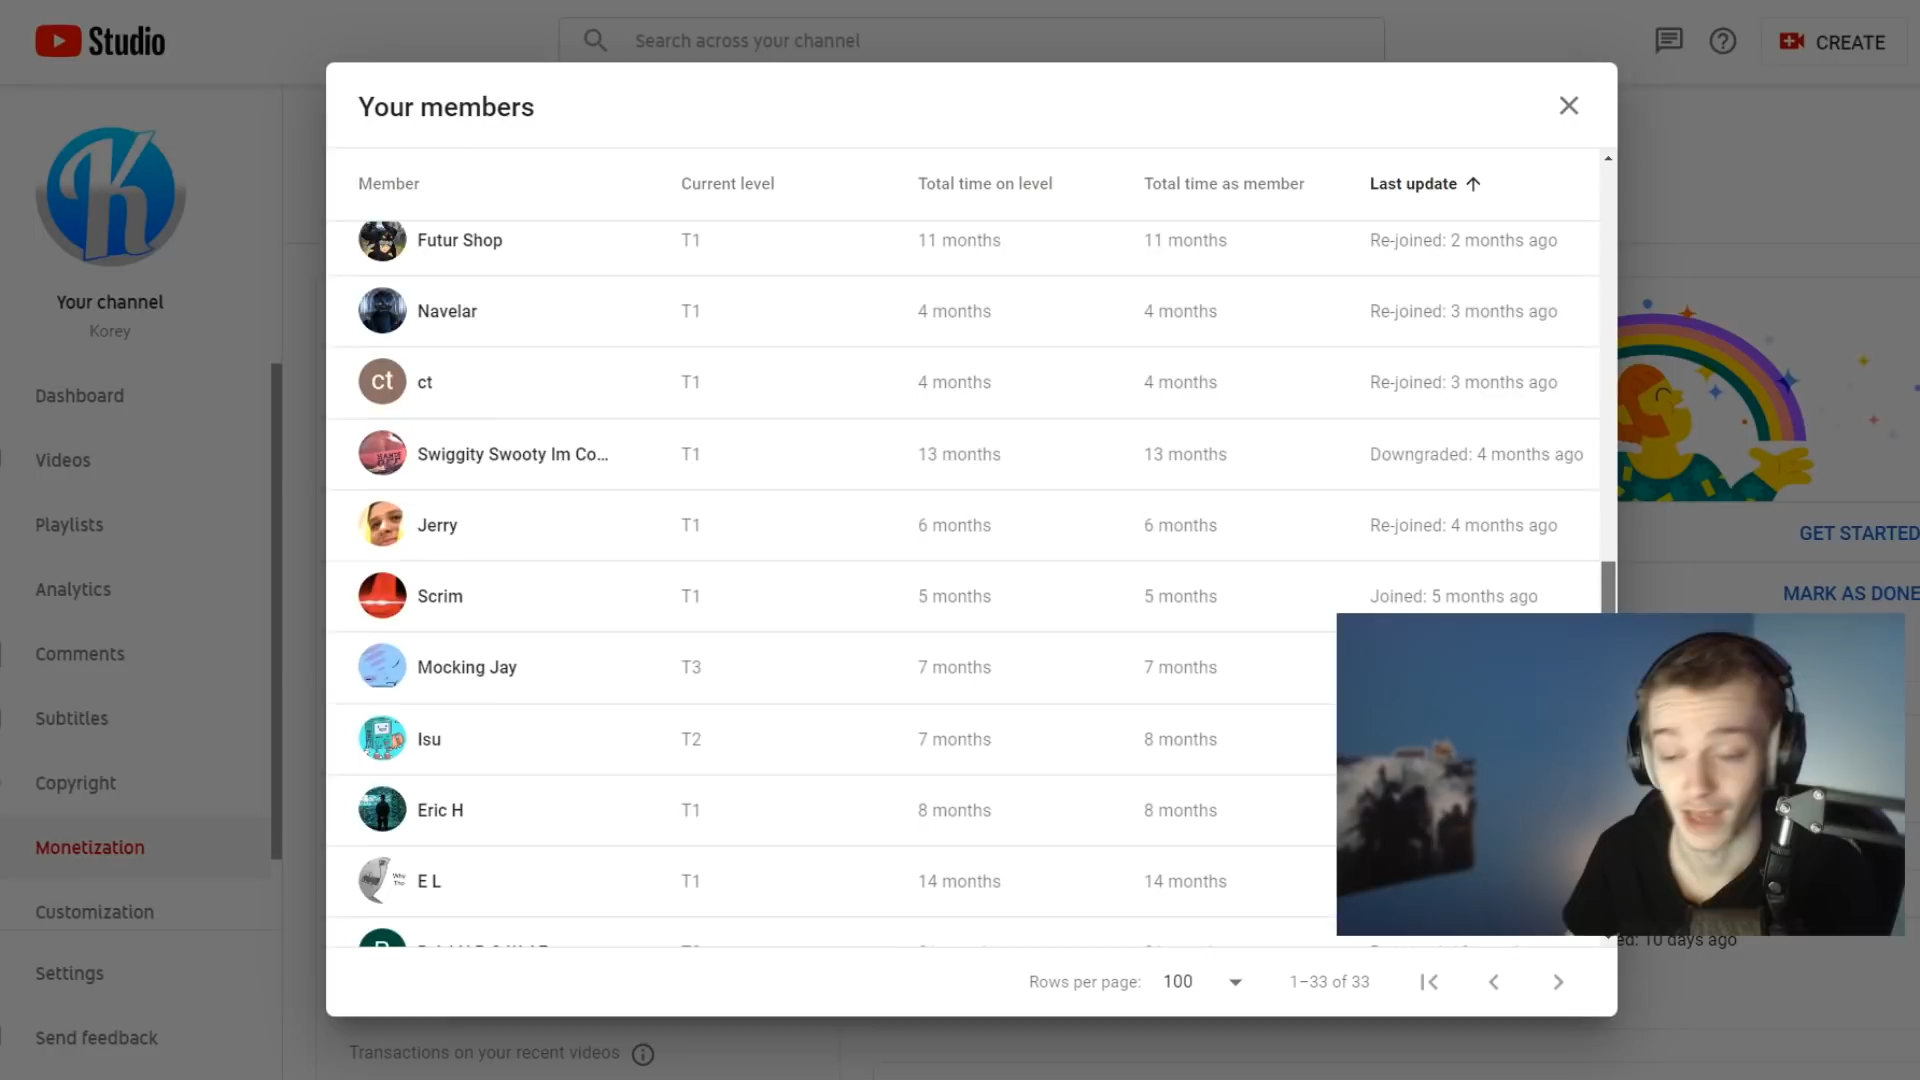 Studio
Search across your channel
CREATE
Your members
Member Current level Total time on level Total time as member Last update
Futur Shop T1 11 months 11 months Re-joined: 2 months ago
Navelar T1 4 months 4 months Re-joined: 3 months ago
ct ct T1 4 months 4 months Re-joined: 3 months ago
Swiggity Swooty Im Co... T1 13 months 13 months Downgraded: 4 months ago
Jerry T1 6 months 6 months Re-joined: 4 months ago
Scrim T1 5 months 5 months Joined: 5 months ago
Mocking Jay T3 7 months 7 months
Isu T2 7 months 8 months
Eric H T1 8 months 8 months
E L T1 14 months 14 months
Rows per page: 100 1–33 of 33
K
Your channel
Korey
Dashboard
Videos
Playlists
Analytics
Comments
Subtitles
Copyright
Monetization
Customization
Settings
Send feedback
GET STARTED
MARK AS DONE
ed: 10 days ago
Transactions on your recent videos